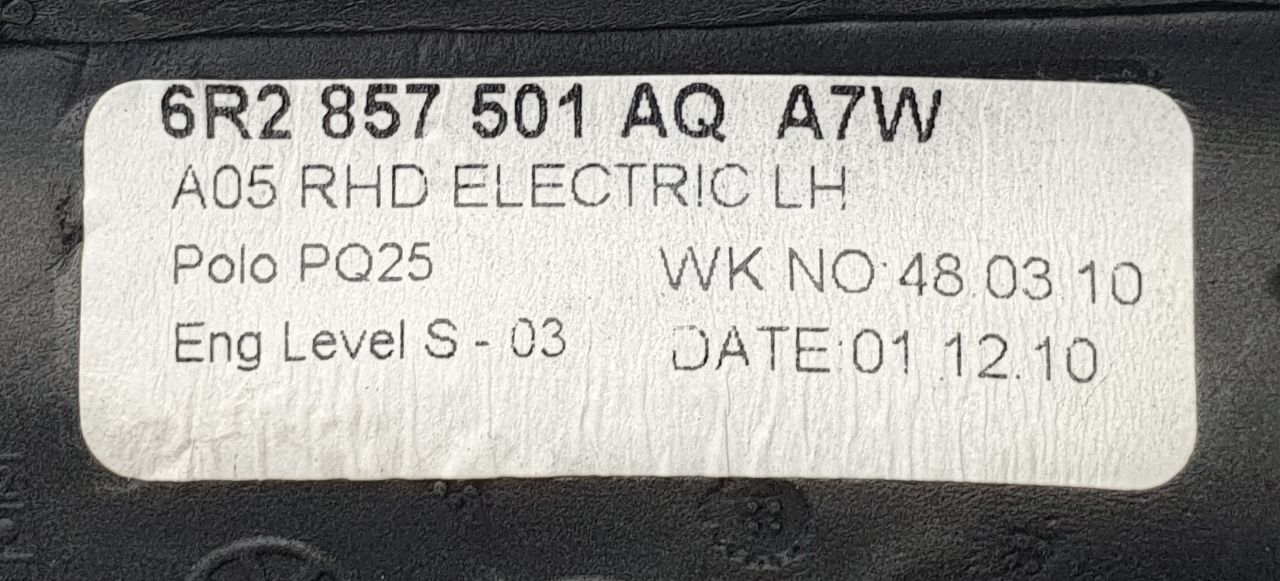 6R2 857 501 AQ A7W
A05 RHD ELECTRIC LH
Polo PQ25 WK NO:48.03.10
Eng Level S - 03 DATE:01.12.10